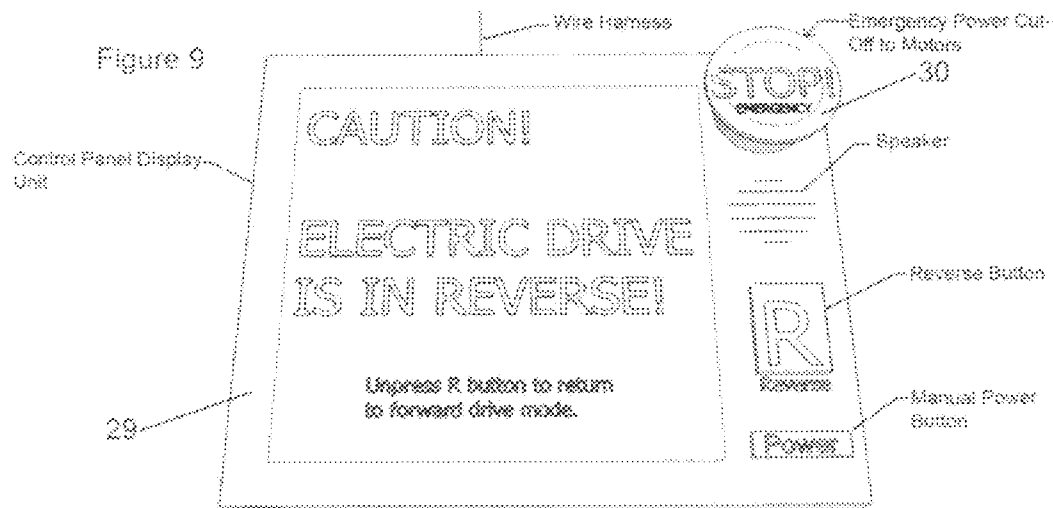 Figure 9
Wire Harness
Emergency Power Cut-
Off to Motors
30
STOP!
EMERGENCY
CAUTION!
Speaker
Control Panel Display
Unit
ELECTRIC DRIVE
IS IN REVERSE!
Reverse Button
R
Reverse
Unpress R button to return
to forward drive mode.
29
Manual Power
Button
Power